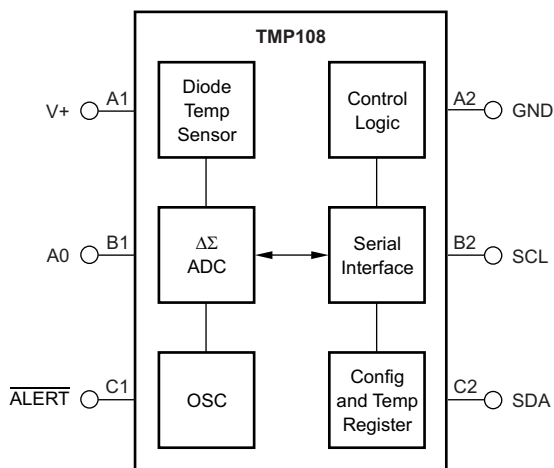 TMP108
V+
A1
Diode
Temp
Sensor
Control
Logic
A2
GND
A0
B1
ΔΣ
ADC
Serial
Interface
B2
SCL
ALERT
C1
OSC
Config
and Temp
Register
C2
SDA